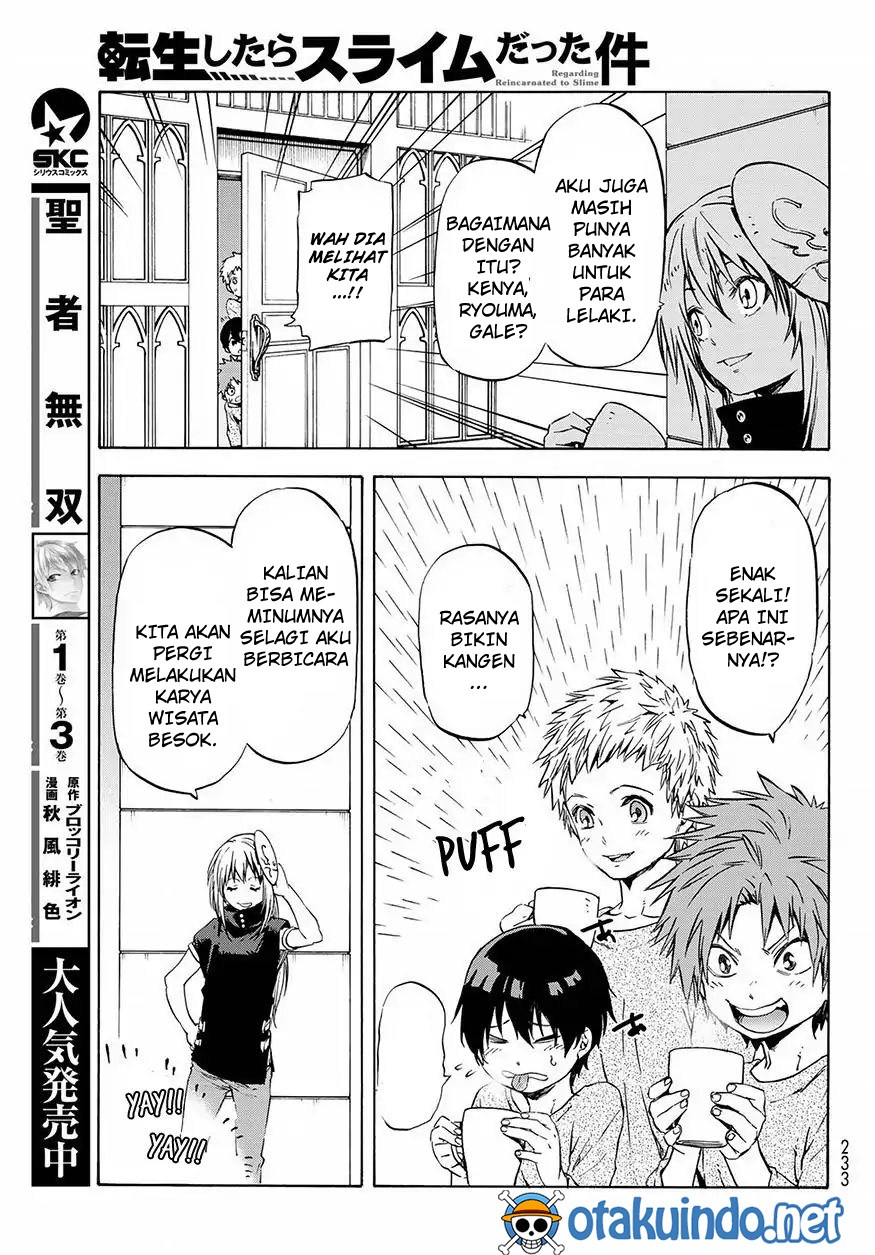 転生したらスライムだった件
Regarding
Reincarnated to Slime
SKC
シリウスコミックス
聖者無双
第1巻〜第3巻
原作 ブロッコリーライオン
漫画 秋風緋色
大人気発売中
AKU JUGA
MASIH
PUNYA
BANYAK
UNTUK
PARA
LELAKI.
BAGAIMANA
DENGAN
ITU?
KENYA,
RYOUMA,
GALE?
WAH DIA
MELIHAT
KITA
...!!
ENAK
SEKALI!
APA INI
SEBENAR-
NYA!?
RASANYA
BIKIN
KANGEN
...
PUFF
KALIAN
BISA ME-
MINUMNYA
SELAGI AKU
BERBICARA
KITA AKAN
PERGI
MELAKUKAN
KARYA
WISATA
BESOK.
YAY!!
YAY!!
233
otakuindo.net